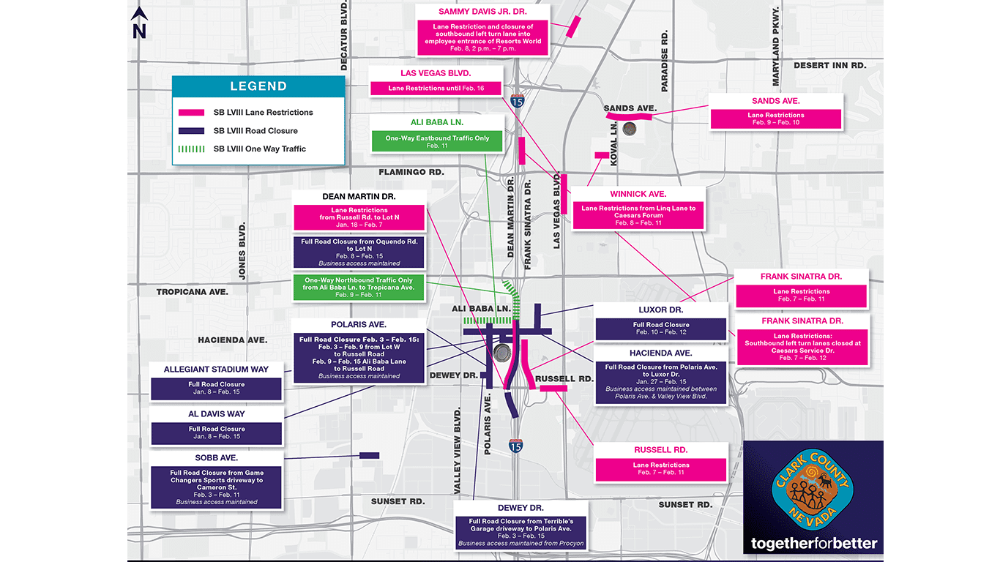 N
DECATUR BLVD.
SAMMY DAVIS JR. DR.
Lane Restriction and closure of
southbound left turn lane into
employee entrance of Resorts World
Feb. 8, 2 p.m. – 7 p.m.
PARADISE RD.
MARYLAND PKWY.
DESERT INN RD.
LEGEND
SB LVIII Lane Restrictions
SB LVIII Road Closure
SB LVIII One Way Traffic
LAS VEGAS BLVD.
Lane Restrictions until Feb. 16
15
SANDS AVE.
SANDS AVE.
Lane Restrictions
Feb. 9 – Feb. 10
ALI BABA LN.
One-Way Eastbound Traffic Only
Feb. 11
KOVAL LN.
FLAMINGO RD.
DEAN MARTIN DR.
FRANK SINATRA DR.
LAS VEGAS BLVD.
WINNICK AVE.
Lane Restrictions from Linq Lane to
Caesars Forum
Feb. 8 – Feb. 11
DEAN MARTIN DR.
Lane Restrictions
from Russell Rd. to Lot N
Jan. 18 – Feb. 7
Full Road Closure from Oquendo Rd.
to Lot N
Feb. 8 – Feb. 15
Business access maintained
One-Way Northbound Traffic Only
from Ali Baba Ln. to Tropicana Ave.
Feb. 9 – Feb. 11
JONES BLVD.
TROPICANA AVE.
FRANK SINATRA DR.
Lane Restrictions
Feb. 7 – Feb. 11
ALI BABA LN.
LUXOR DR.
Full Road Closure
Feb. 10 – Feb. 12
FRANK SINATRA DR.
Lane Restrictions:
Southbound left turn lanes closed at
Caesars Service Dr.
Feb. 7 – Feb. 12
POLARIS AVE.
Full Road Closure Feb. 3 – Feb. 15:
Feb. 3 – Feb. 9 from Lot W
to Russell Road
Feb. 9 – Feb. 15 Ali Baba Lane
to Russell Road
Business access maintained
HACIENDA AVE.
HACIENDA AVE.
Full Road Closure from Polaris Ave.
to Luxor Dr.
Jan. 27 – Feb. 15
Business access maintained between
Polaris Ave. & Valley View Blvd.
ALLEGIANT STADIUM WAY
Full Road Closure
Jan. 8 – Feb. 15
DEWEY DR.
RUSSELL RD.
AL DAVIS WAY
Full Road Closure
Jan. 8 – Feb. 15
VALLEY VIEW BLVD.
POLARIS AVE.
15
RUSSELL RD.
Lane Restrictions
Feb. 7 – Feb. 11
SOBB AVE.
Full Road Closure from Game
Changers Sports driveway to
Cameron St.
Feb. 3 – Feb. 11
Business access maintained
SUNSET RD.
SUNSET RD.
DEWEY DR.
Full Road Closure from Terrible's
Garage driveway to Polaris Ave.
Feb. 3 – Feb. 15
Business access maintained from Procyon
CLARK COUNTY
NEVADA
togetherforbetter